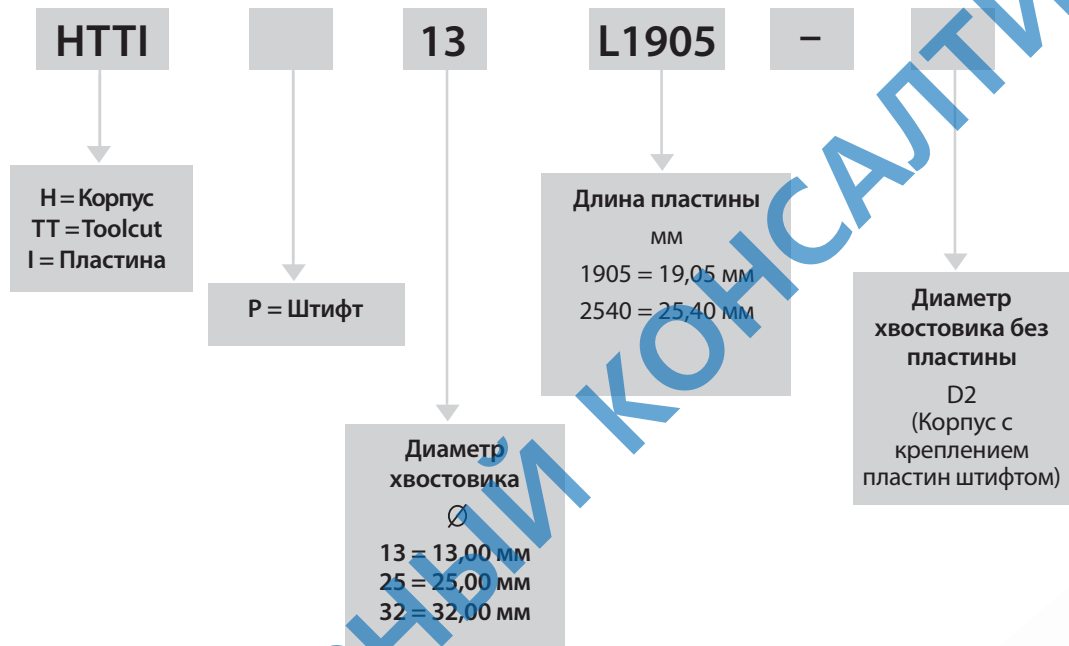 HTTI 13 L1905 –
H = Корпус
TT = Toolcut
I = Пластина
P = Штифт
Диаметр
хвостовика
Ø
13 = 13,00 мм
25 = 25,00 мм
32 = 32,00 мм
Длина пластины
мм
1905 = 19,05 мм
2540 = 25,40 мм
Диаметр
хвостовика без
пластины
D2
(Корпус с
креплением
пластин штифтом)